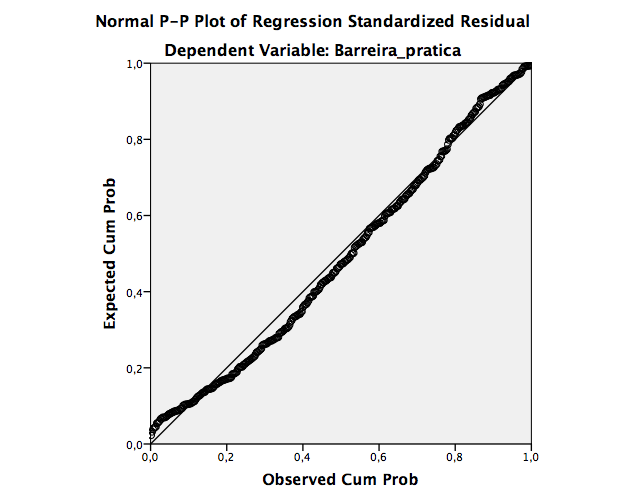 Normal P-P Plot of Regression Standardized Residual
Dependent Variable: Barreira_pratica
1,0
0,8
0,6
0,4
0,2
0,0
Expected Cum Prob
0,0 0,2 0,4 0,6 0,8 1,0
Observed Cum Prob